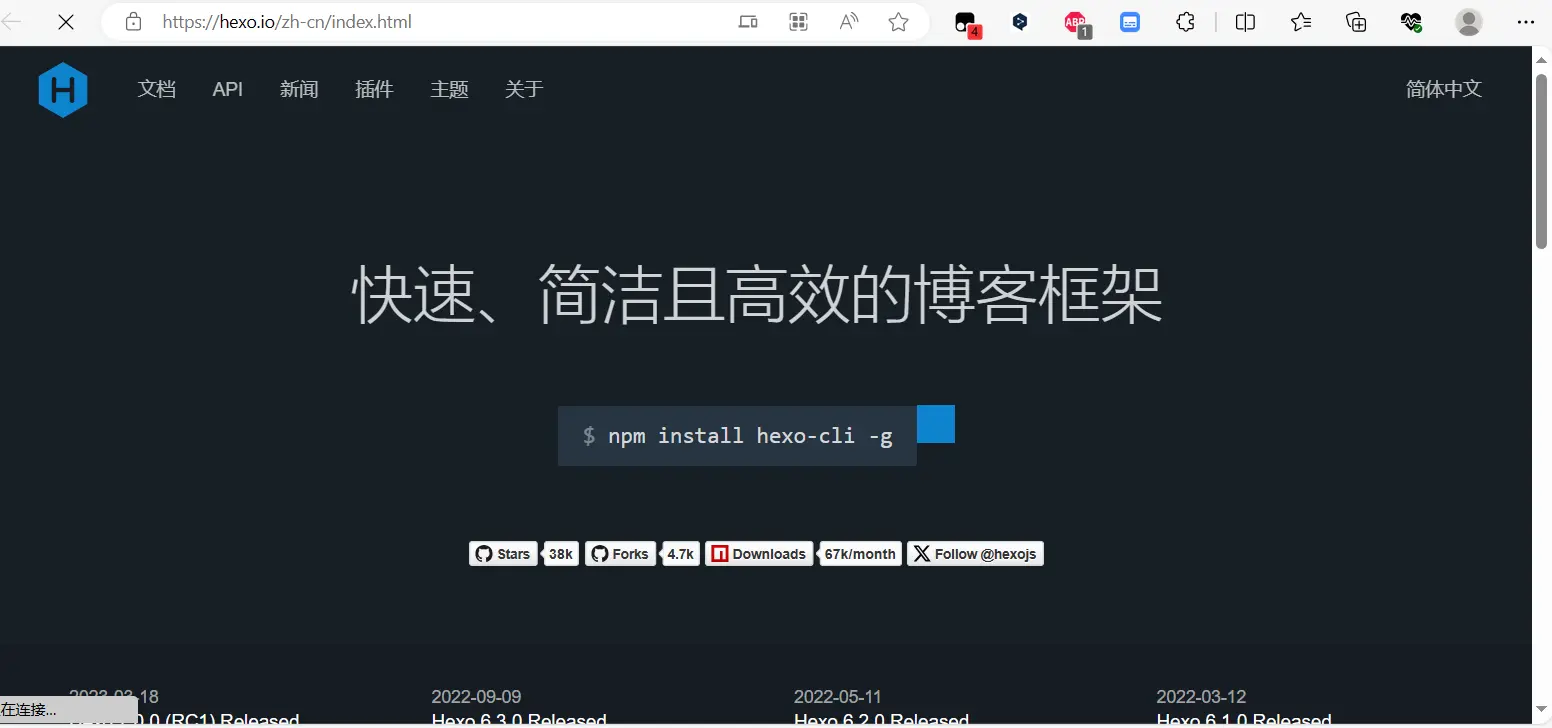 https://hexo.io/zh-cn/index.html
4
ABP
1
H 文档 API 新闻 插件 主题 关于 简体中文
快速、简洁且高效的博客框架
$ npm install hexo-cli -g
Stars 38k Forks 4.7k Downloads 67k/month Follow @hexojs
2023-03-18 2022-09-09 2022-05-11 2022-03-12
在连接...
(RC1) Released Hexo 6.3.0 Released Hexo 6.2.0 Released Hexo 6.1.0 Released